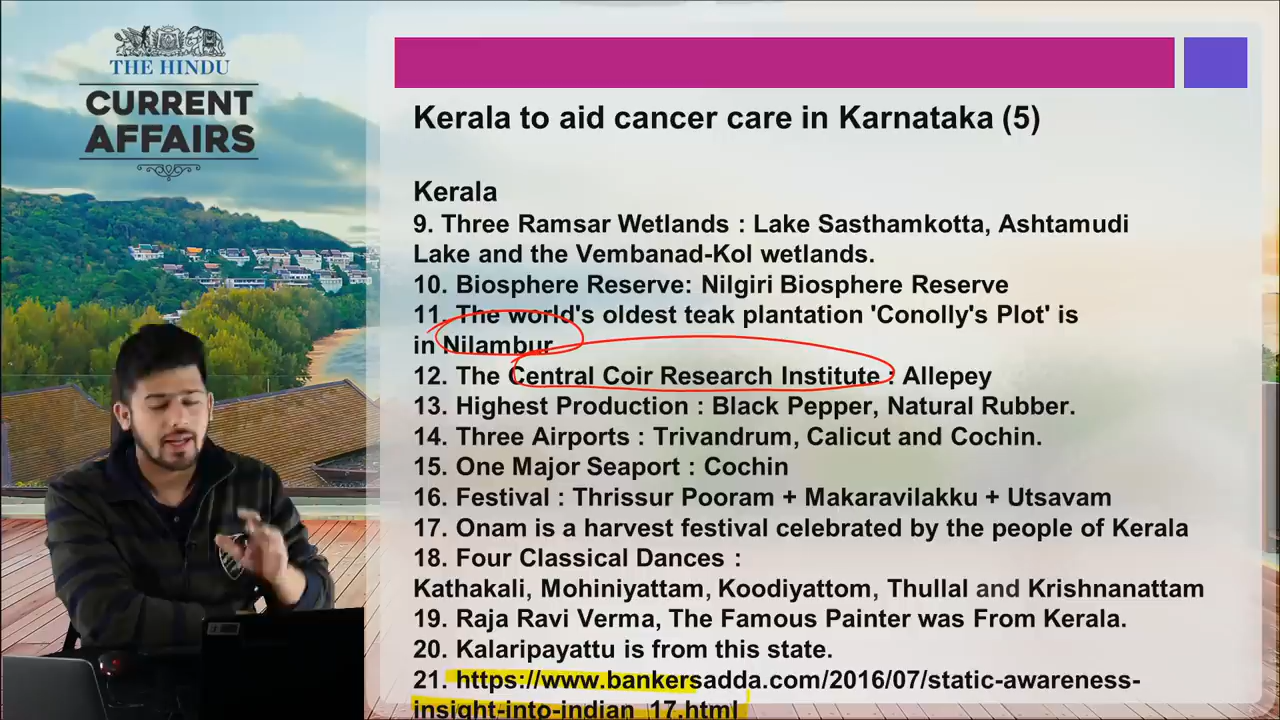 THE HINDU
CURRENT
AFFAIRS
Kerala to aid cancer care in Karnataka (5)
Kerala
9. Three Ramsar Wetlands : Lake Sasthamkotta, Ashtamudi
Lake and the Vembanad-Kol wetlands.
10. Biosphere Reserve: Nilgiri Biosphere Reserve
11. The world's oldest teak plantation 'Conolly's Plot' is
in Nilambur
12. The Central Coir Research Institute : Allepey
13. Highest Production : Black Pepper, Natural Rubber.
14. Three Airports : Trivandrum, Calicut and Cochin.
15. One Major Seaport : Cochin
16. Festival : Thrissur Pooram + Makaravilakku + Utsavam
17. Onam is a harvest festival celebrated by the people of Kerala
18. Four Classical Dances :
Kathakali, Mohiniyattam, Koodiyattom, Thullal and Krishnanattam
19. Raja Ravi Verma, The Famous Painter was From Kerala.
20. Kalaripayattu is from this state.
21. https://www.bankersadda.com/2016/07/static-awareness-
insight-into-indian_17.html